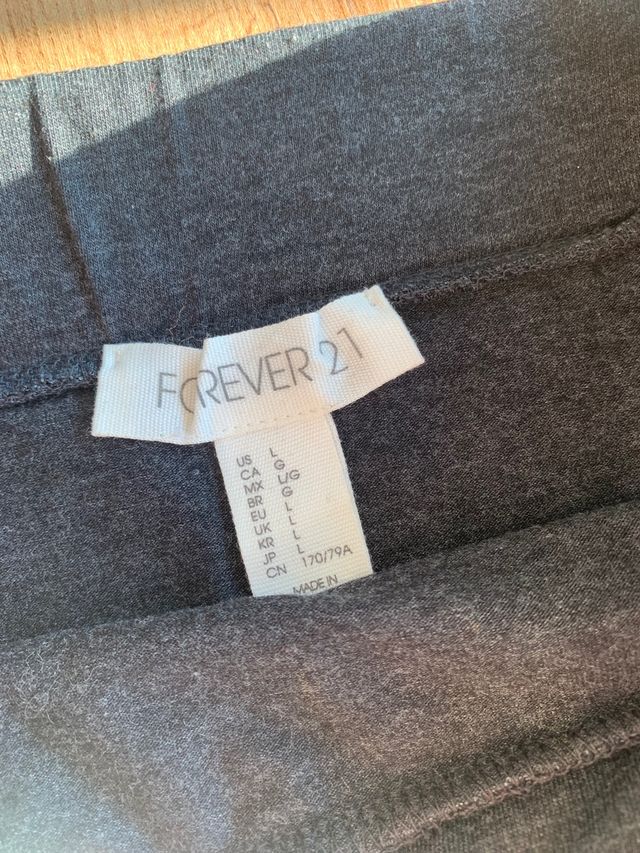 FOREVER 21
US L
CA G
MX L/G
BR G
EU L
UK L
KR L
JP L
CN 170/79A
MADE IN